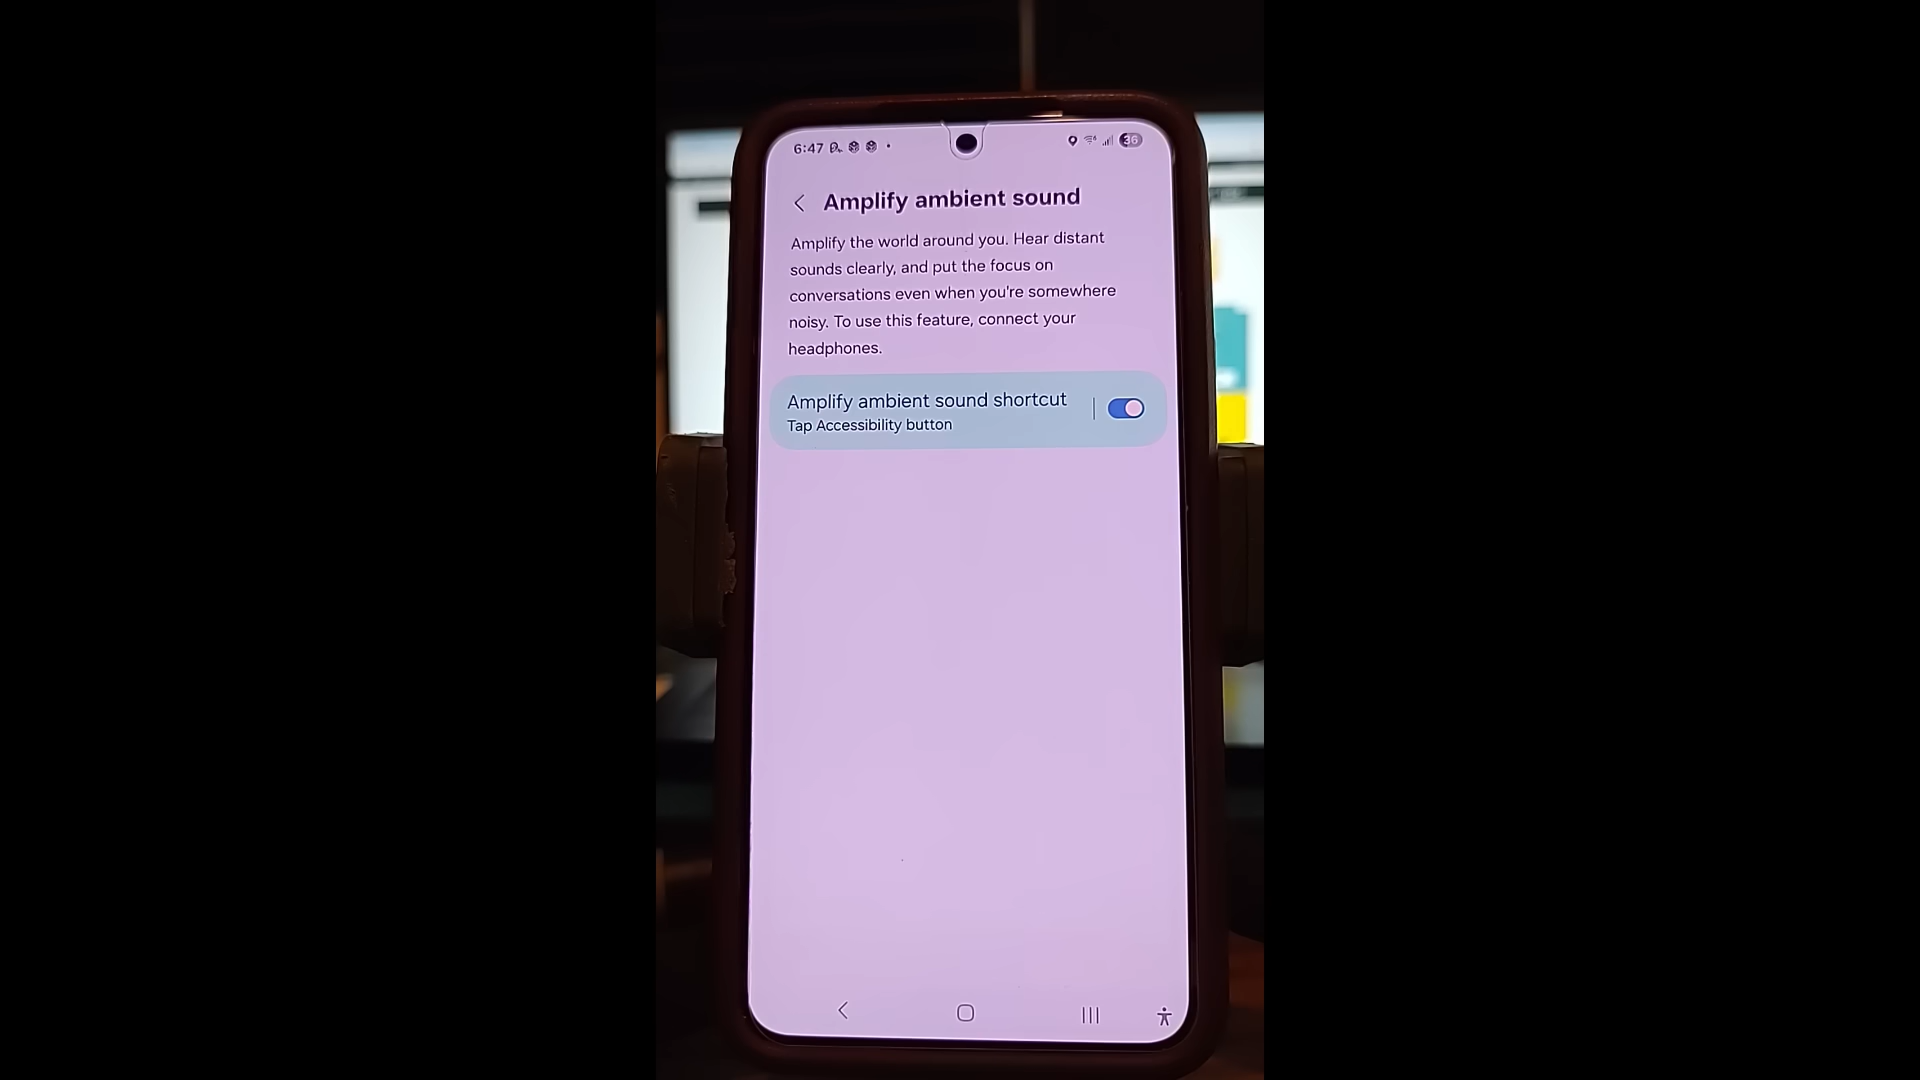 6:47 36
Amplify ambient sound
Amplify the world around you. Hear distant
sounds clearly, and put the focus on
conversations even when you're somewhere
noisy. To use this feature, connect your
headphones.
Amplify ambient sound shortcut
Tap Accessibility button